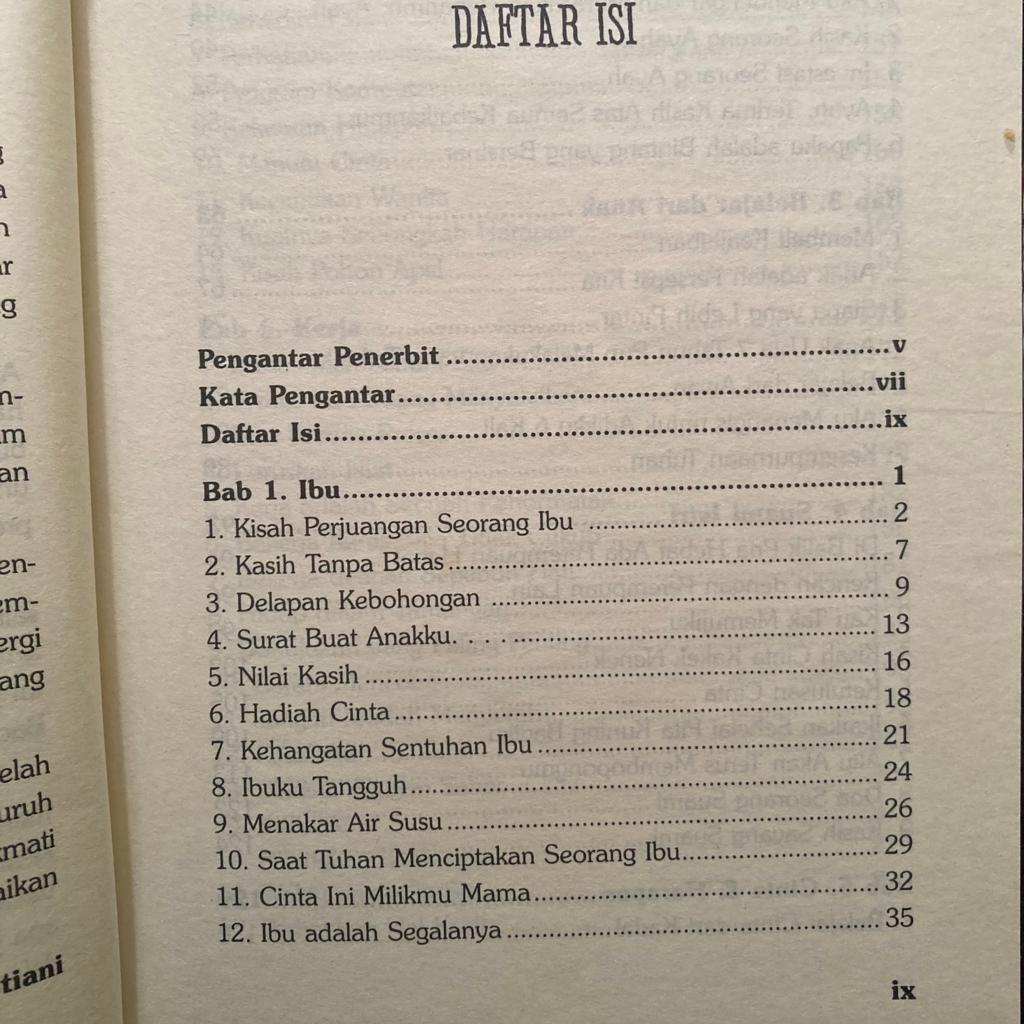 DAFTAR ISI
Pengantar Penerbit ................................................................ v
Kata Pengantar ................................................................ vii
Daftar Isi ................................................................ ix
Bab 1. Ibu ................................................................ 1
1. Kisah Perjuangan Seorang Ibu ........................................ 2
2. Kasih Tanpa Batas ........................................ 7
3. Delapan Kebohongan ........................................ 9
4. Surat Buat Anakku ........................................ 13
5. Nilai Kasih ........................................ 16
6. Hadiah Cinta ........................................ 18
7. Kehangatan Sentuhan Ibu ........................................ 21
8. Ibuku Tangguh ........................................ 24
9. Menakar Air Susu ........................................ 26
10. Saat Tuhan Menciptakan Seorang Ibu ........................ 29
11. Cinta Ini Milikmu Mama ........................................ 32
12. Ibu adalah Segalanya ........................................ 35
ix